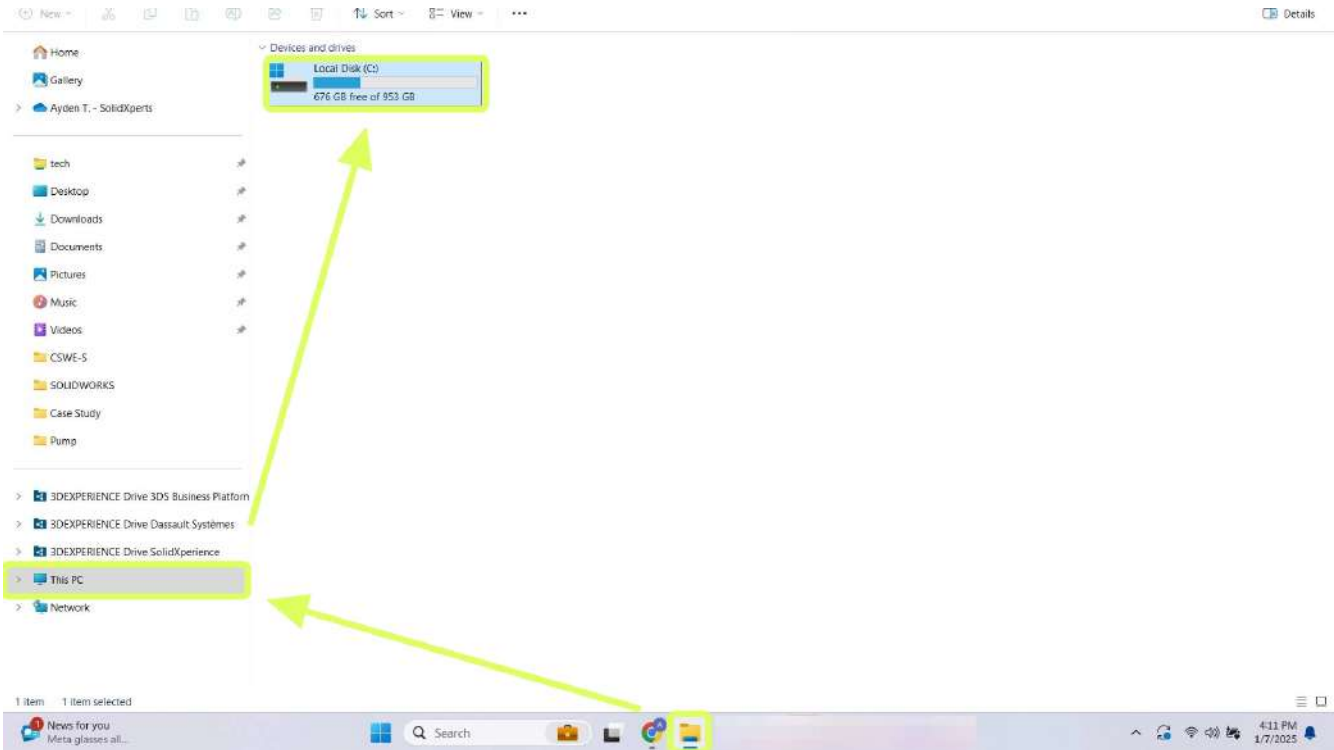 New
Sort
View
Details
Home
Gallery
Ayden T. - SolidXperts
tech
Desktop
Downloads
Documents
Pictures
Music
Videos
CSWE-S
SOLIDWORKS
Case Study
Pump
3DEXPERIENCE Drive 3DS Business Platform
3DEXPERIENCE Drive Dassault Systèmes
3DEXPERIENCE Drive SolidXperience
This PC
Network
Devices and drives
Local Disk (C:)
676 GB free of 953 GB
1 item 1 item selected
1
News for you
Meta glasses all...
Search
4:11 PM
1/7/2025